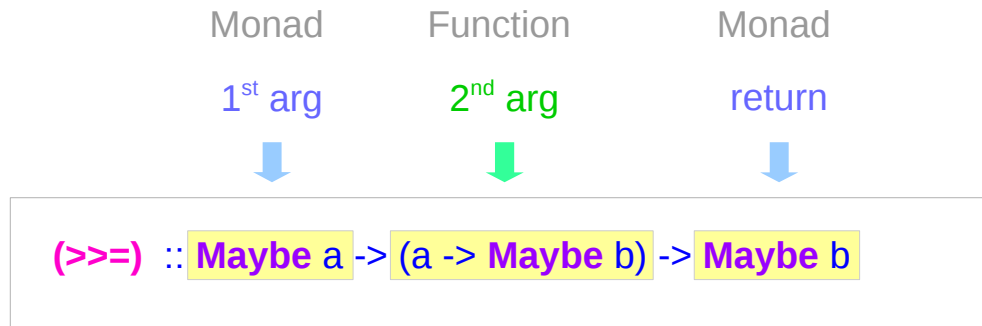 Monad Function Monad
1st arg 2nd arg return
(>>=) :: Maybe a -> (a -> Maybe b) -> Maybe b